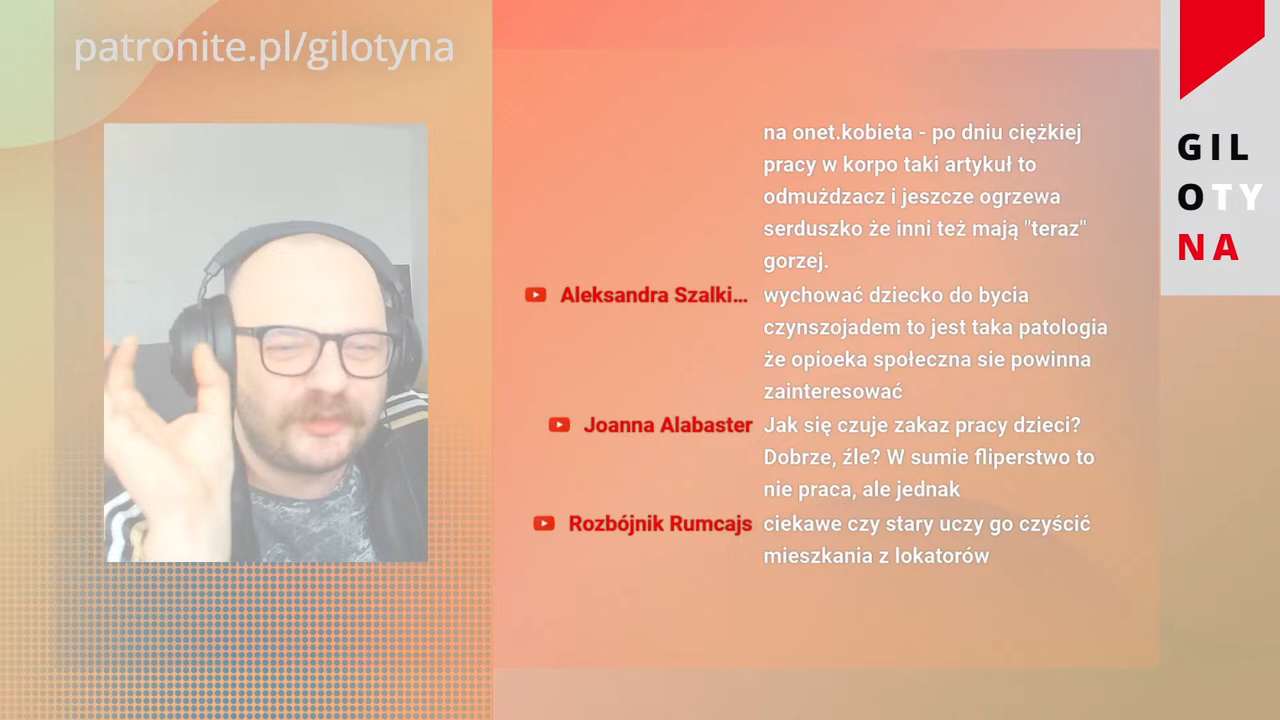 patronite.pl/gilotyna
na onet.kobieta - po dniu ciężkiej
pracy w korpo taki artykuł to
odmużdzacz i jeszcze ogrzewa
serduszko że inni też mają "teraz"
gorzej.
Aleksandra Szalki... wychować dziecko do bycia
czynszojadem to jest taka patologia
że opioeka społeczna sie powinna
zainteresować
Joanna Alabaster Jak się czuje zakaz pracy dzieci?
Dobrze, źle? W sumie fliperstwo to
nie praca, ale jednak
Rozbójnik Rumcajs ciekawe czy stary uczy go czyścić
mieszkania z lokatorów
GIL
OTY
NA